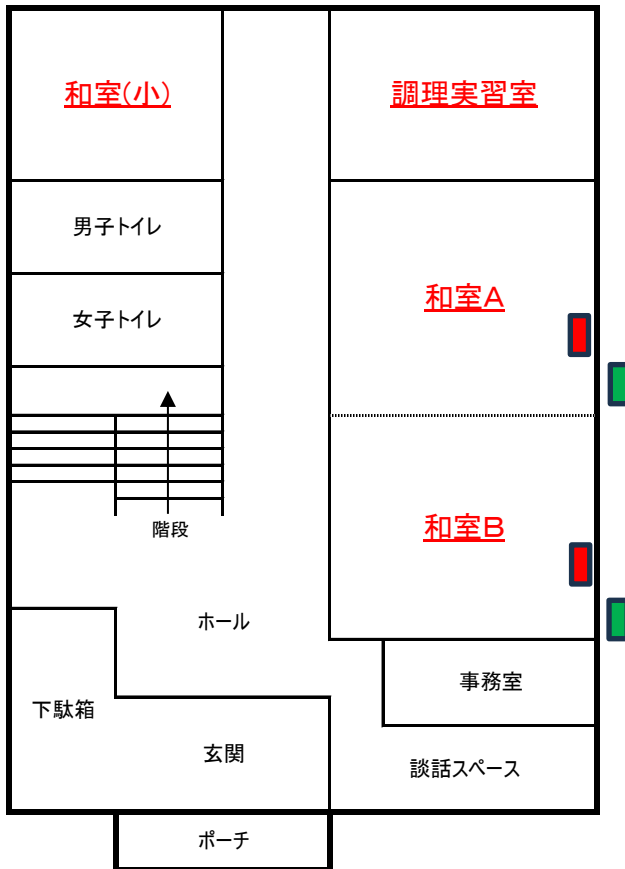 和室(小)
調理実習室
男子トイレ
和室A
女子トイレ
和室B
階段
ホール
事務室
下駄箱
玄関
談話スペース
ポーチ